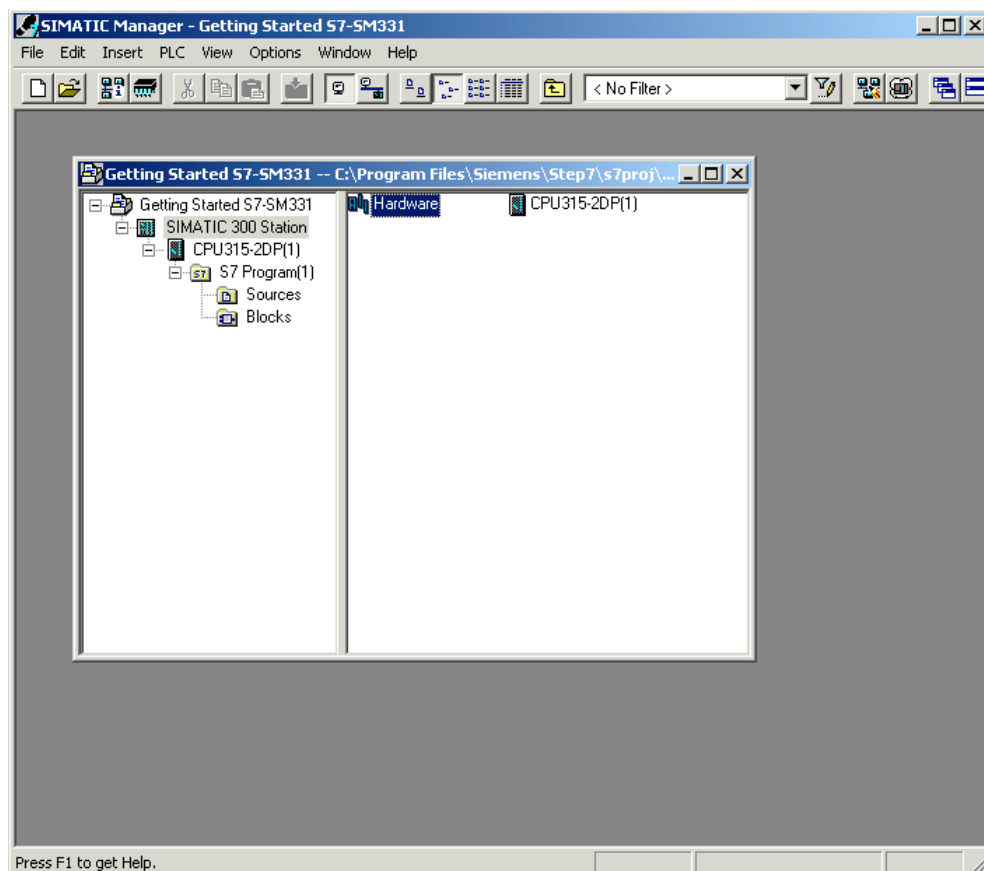 SIMATIC Manager - Getting Started S7-SM331
File Edit Insert PLC View Options Window Help
< No Filter >
Getting Started S7-SM331 -- C:\Program Files\Siemens\Step7\s7proj\...
Getting Started S7-SM331
SIMATIC 300 Station
CPU315-2DP(1)
S7 Program(1)
Sources
Blocks
Hardware CPU315-2DP(1)
Press F1 to get Help.